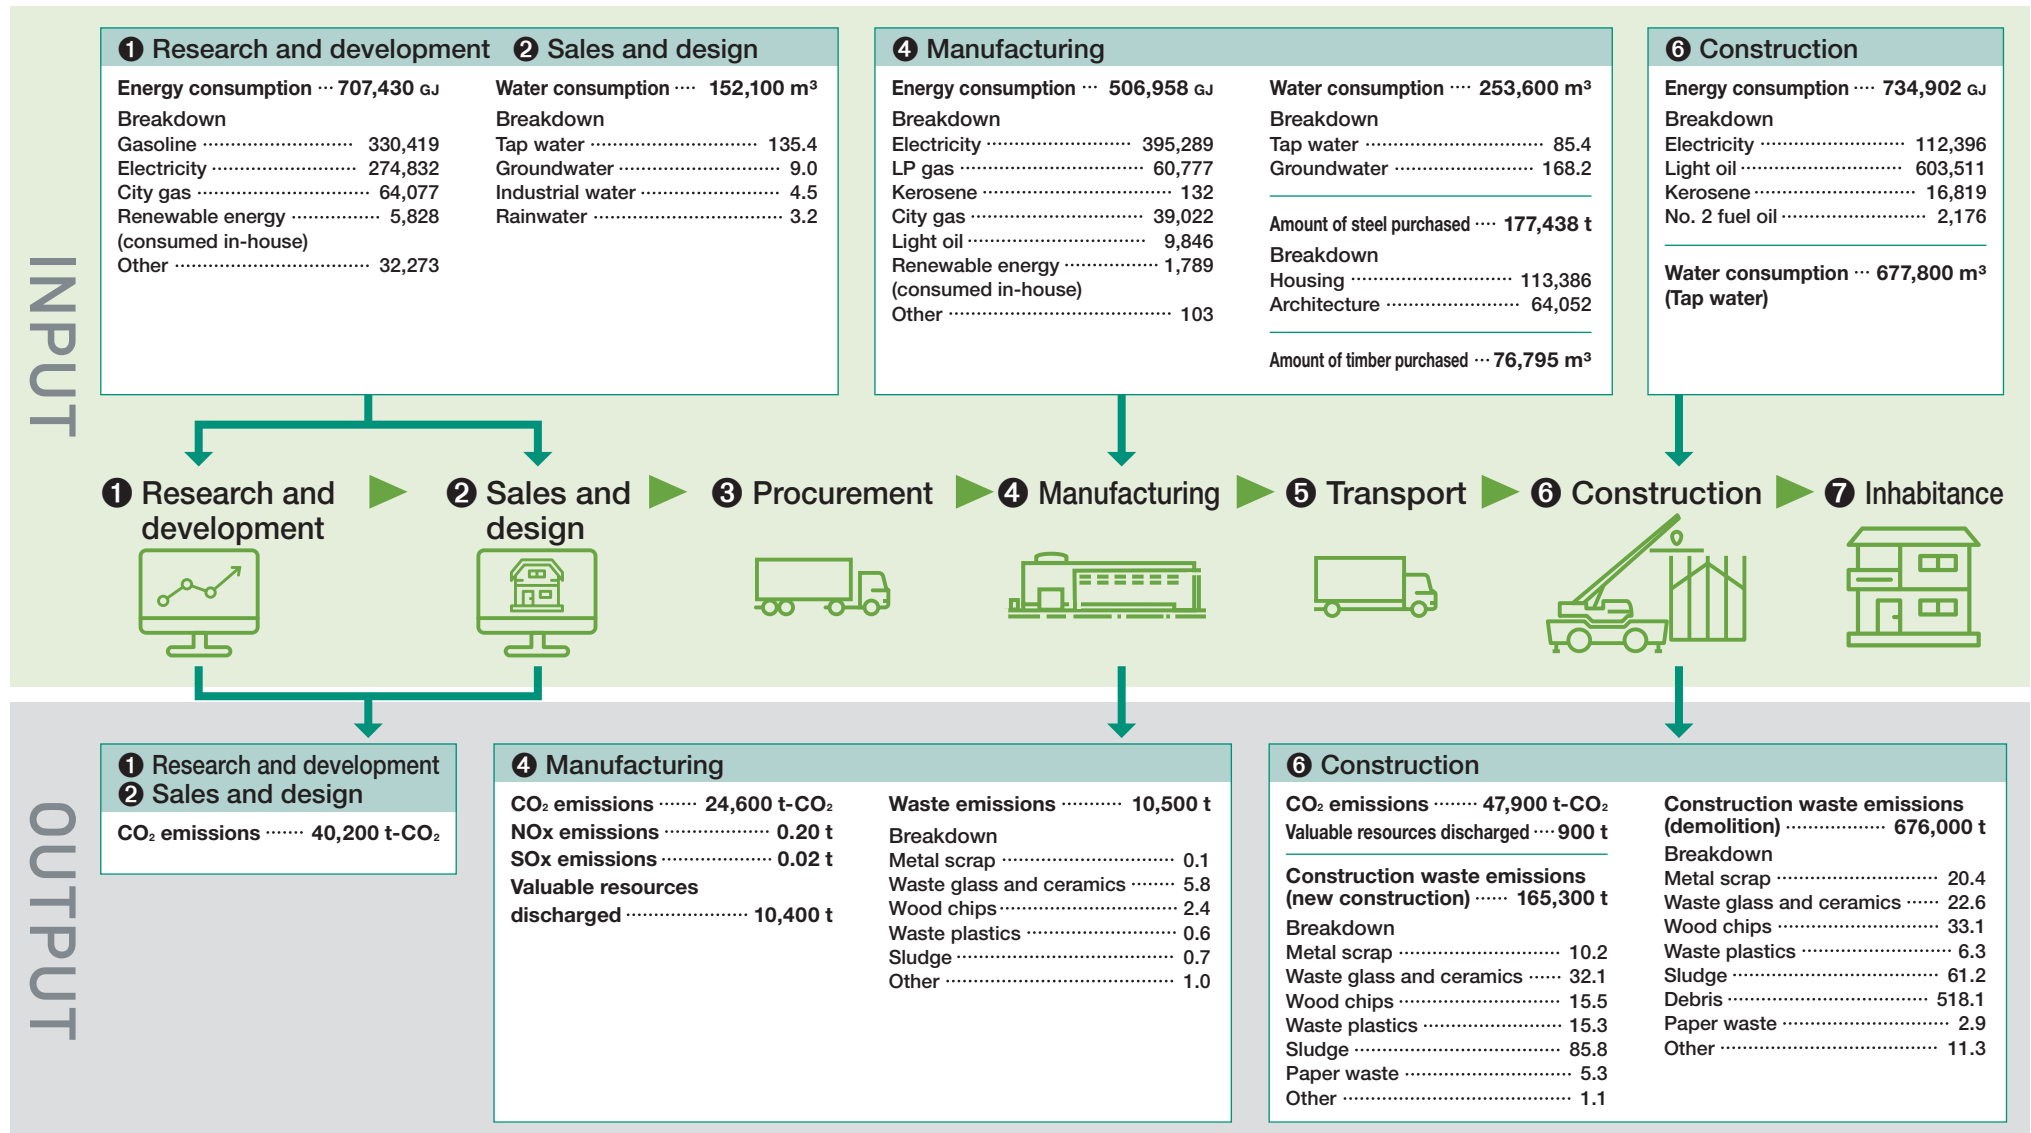 INPUT
❶ Research and development ❷ Sales and design
Energy consumption ··· 707,430 GJ
Breakdown
Gasoline 330,419
Electricity 274,832
City gas 64,077
Renewable energy 5,828
(consumed in-house)
Other 32,273
Water consumption ···· 152,100 m³
Breakdown
Tap water 135.4
Groundwater 9.0
Industrial water 4.5
Rainwater 3.2
❹ Manufacturing
Energy consumption ··· 506,958 GJ
Breakdown
Electricity 395,289
LP gas 60,777
Kerosene 132
City gas 39,022
Light oil 9,846
Renewable energy 1,789
(consumed in-house)
Other 103
Water consumption ···· 253,600 m³
Breakdown
Tap water 85.4
Groundwater 168.2
Amount of steel purchased ···· 177,438 t
Breakdown
Housing 113,386
Architecture 64,052
Amount of timber purchased ··· 76,795 m³
❻ Construction
Energy consumption ···· 734,902 GJ
Breakdown
Electricity 112,396
Light oil 603,511
Kerosene 16,819
No. 2 fuel oil 2,176
Water consumption ··· 677,800 m³
(Tap water)
❶ Research and
development
❷ Sales and
design
❸ Procurement
❹ Manufacturing
❺ Transport
❻ Construction
❼ Inhabitance
OUTPUT
❶ Research and development
❷ Sales and design
CO₂ emissions ······· 40,200 t-CO₂
❹ Manufacturing
CO₂ emissions ······· 24,600 t-CO₂
NOx emissions 0.20 t
SOx emissions 0.02 t
Valuable resources
discharged 10,400 t
Waste emissions 10,500 t
Breakdown
Metal scrap 0.1
Waste glass and ceramics 5.8
Wood chips 2.4
Waste plastics 0.6
Sludge 0.7
Other 1.0
❻ Construction
CO₂ emissions ········ 47,900 t-CO₂
Valuable resources discharged ···· 900 t
Construction waste emissions
(new construction) ······ 165,300 t
Breakdown
Metal scrap 10.2
Waste glass and ceramics 32.1
Wood chips 15.5
Waste plastics 15.3
Sludge 85.8
Paper waste 5.3
Other 1.1
Construction waste emissions
(demolition) 676,000 t
Breakdown
Metal scrap 20.4
Waste glass and ceramics 22.6
Wood chips 33.1
Waste plastics 6.3
Sludge 61.2
Debris 518.1
Paper waste 2.9
Other 11.3